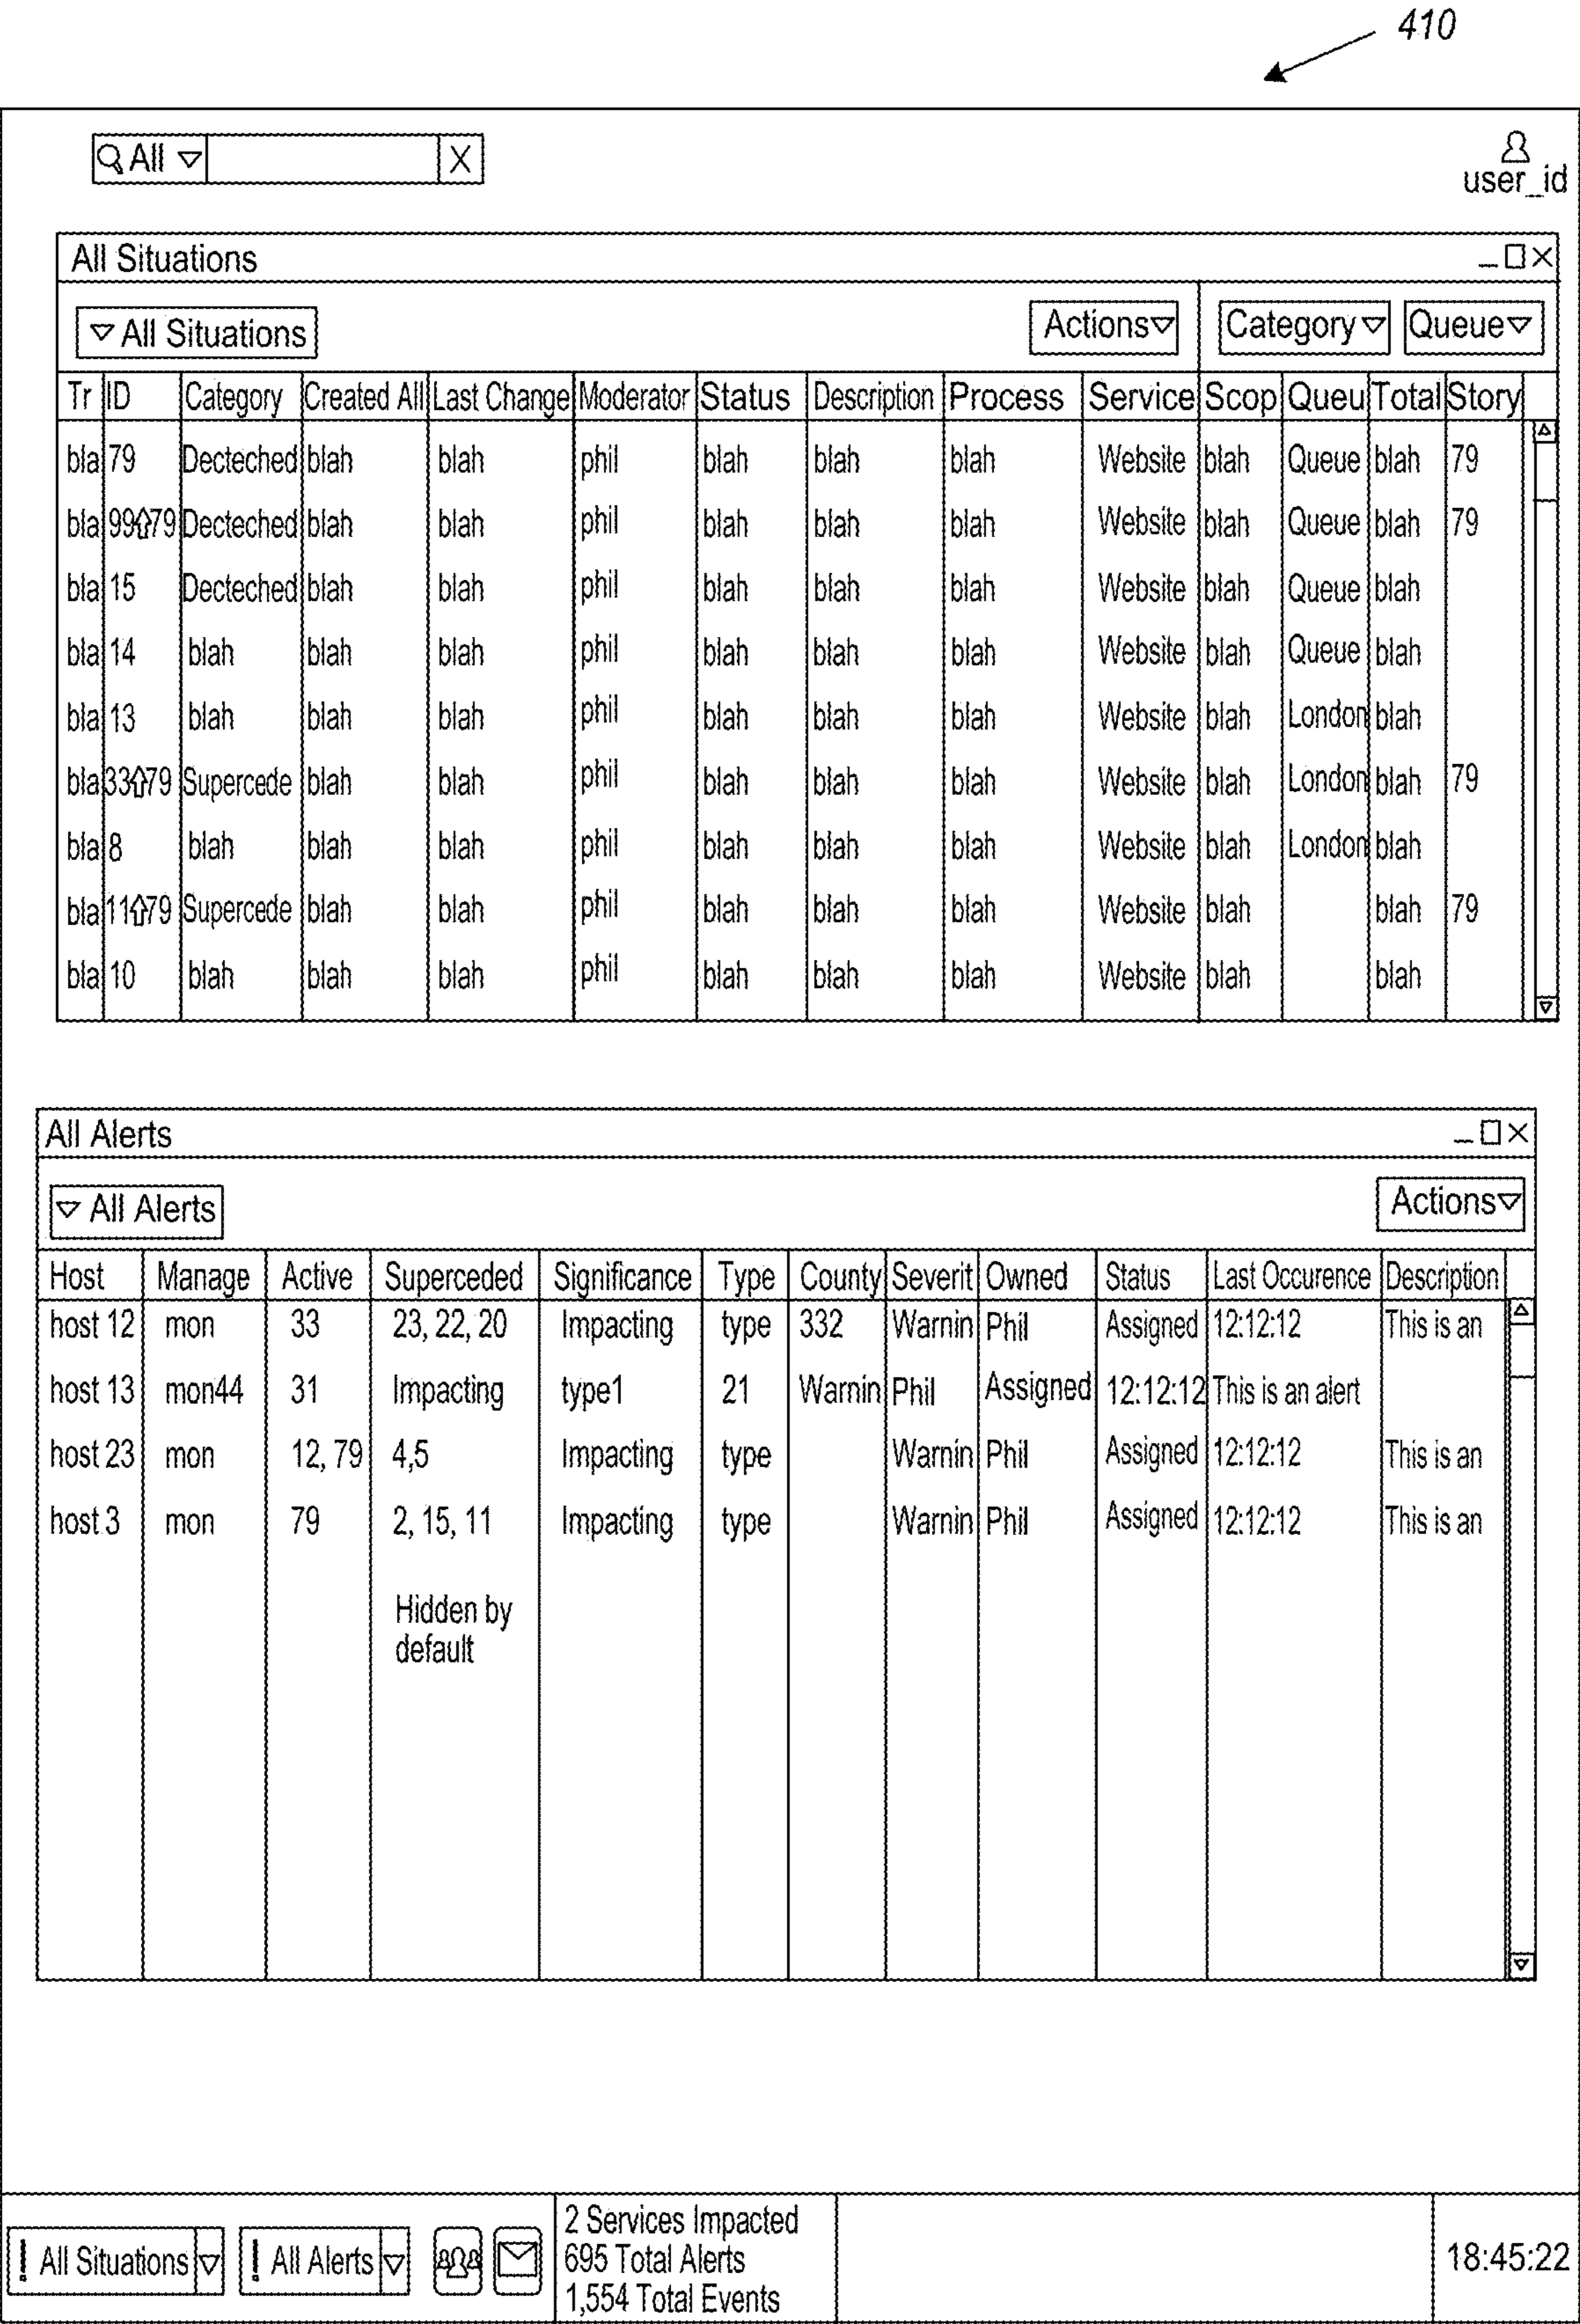 410
All X
user_id
All Situations
All Situations Actions Category Queue
Tr ID Category Created All Last Change Moderator Status Description Process Service Scop Queu Total Story
bla 79 Decteched blah blah phil blah blah blah Website blah Queue blah 79
bla 99⇧79 Decteched blah blah phil blah blah blah Website blah Queue blah 79
bla 15 Decteched blah blah phil blah blah blah Website blah Queue blah
bla 14 blah blah blah phil blah blah blah Website blah Queue blah
bla 13 blah blah blah phil blah blah blah Website blah London blah
bla 33⇧79 Supercede blah blah phil blah blah blah Website blah London blah 79
bla 8 blah blah blah phil blah blah blah Website blah London blah
bla 11⇧79 Supercede blah blah phil blah blah blah Website blah blah 79
bla 10 blah blah blah phil blah blah blah Website blah blah
All Alerts
All Alerts Actions
Host Manage Active Superceded Significance Type County Severit Owned Status Last Occurence Description
host 12 mon 33 23, 22, 20 Impacting type 332 Warnin Phil Assigned 12:12:12 This is an
host 13 mon44 31 Impacting type1 21 Warnin Phil Assigned 12:12:12 This is an alert
host 23 mon 12, 79 4,5 Impacting type Warnin Phil Assigned 12:12:12 This is an
host 3 mon 79 2, 15, 11 Impacting type Warnin Phil Assigned 12:12:12 This is an
Hidden by
default
! All Situations ! All Alerts
2 Services Impacted
695 Total Alerts
1,554 Total Events
18:45:22